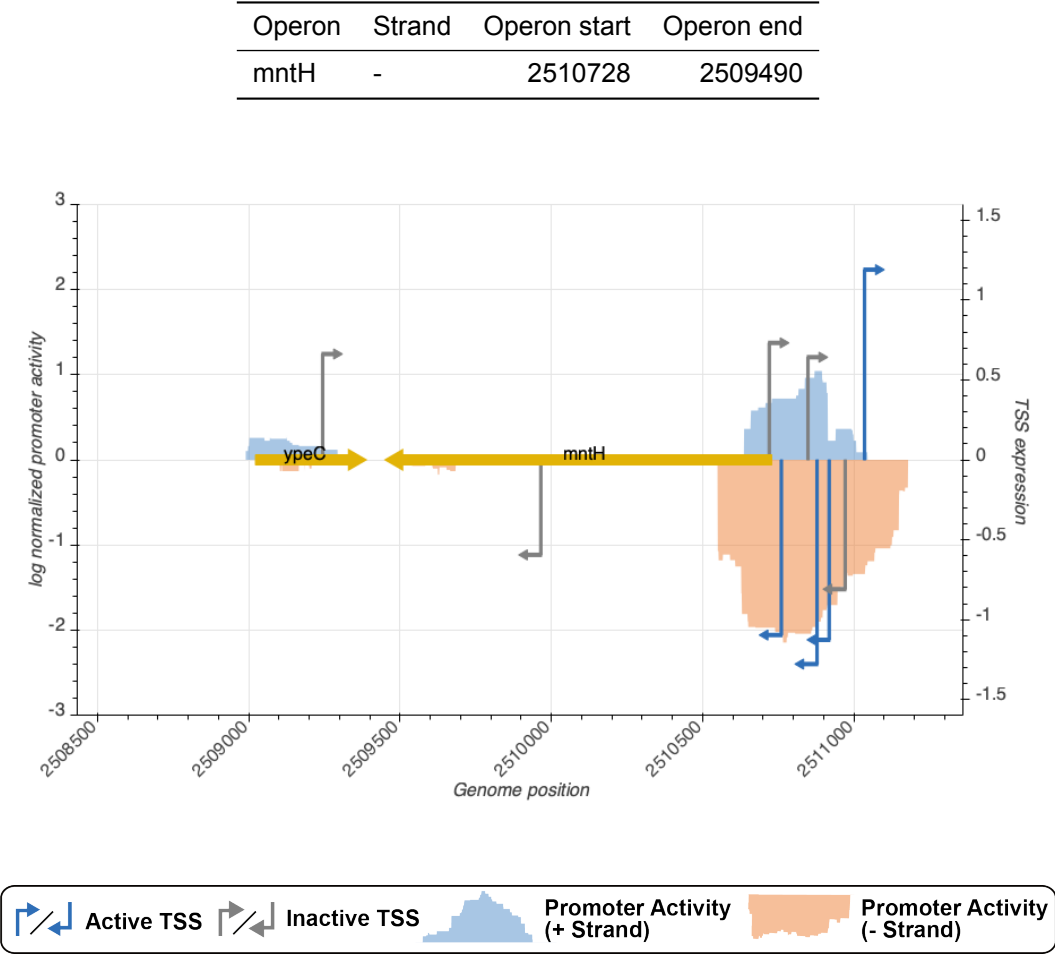 Operon Strand Operon start Operon end
mntH - 2510728 2509490
3
2
1
0
-1
-2
-3
log normalized promoter activity
1.5
1
0.5
0
-0.5
-1
-1.5
TSS expression
ypeC
mntH
2508500
2509000
2509500
2510000
2510500
2511000
Genome position
Active TSS
Inactive TSS
Promoter Activity
(+ Strand)
Promoter Activity
(- Strand)